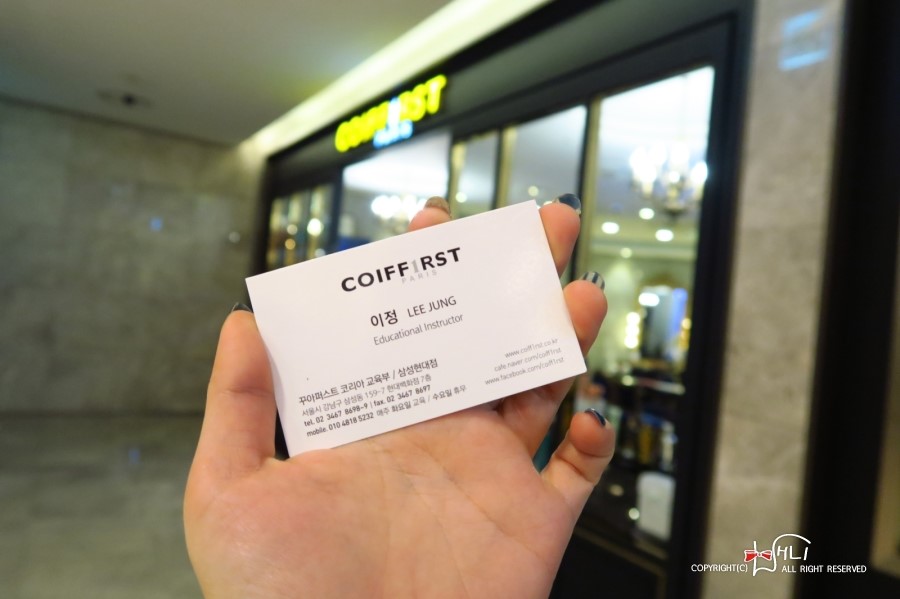 COIFF1RST
PARIS
COIFF1RST
PARIS
이정 LEE JUNG
Educational Instructor
www.coiff1rst.co.kr
cafe.naver.com/coiff1rst
www.facebook.com/coiff1rst
꾸아퍼스트 코리아 교육부 / 삼성현대점
서울시 강남구 삼성동 159-7 현대백화점 7층
tel. 02 3467 8698~9 | fax. 02 3467 8697
mobile. 010 4818 5232 매주 화요일 교육 / 수요일 휴무
COPYRIGHT(C) ALL RIGHT RESERVED